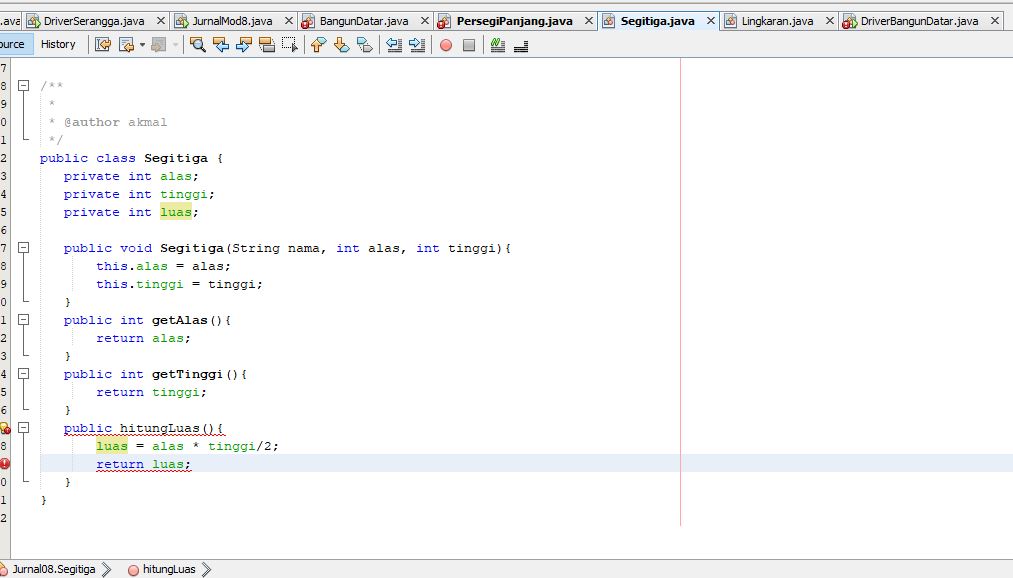 .ava DriverSerangga.java JurnalMod8.java BangunDatar.java PersegiPanjang.java Segitiga.java Lingkaran.java DriverBangunDatar.java
ource History
7
8 /**
9 *
0 * @author akmal
1 */
2 public class Segitiga {
3 private int alas;
4 private int tinggi;
5 private int luas;
6
7 public void Segitiga(String nama, int alas, int tinggi){
8 this.alas = alas;
9 this.tinggi = tinggi;
0 }
1 public int getAlas(){
2 return alas;
3 }
4 public int getTinggi(){
5 return tinggi;
6 }
public hitungLuas(){
8 luas = alas * tinggi/2;
return luas;
0 }
1 }
2
Jurnal08.Segitiga hitungLuas